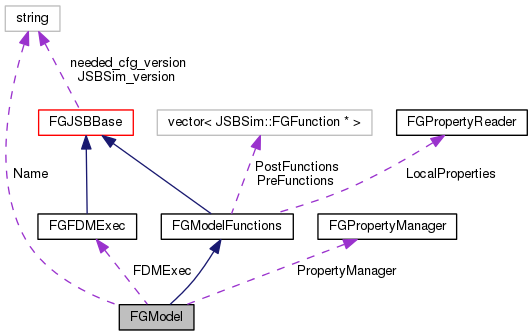 string
needed_cfg_version
JSBSim_version
FGJSBBase
vector< JSBSim::FGFunction * >
FGPropertyReader
Name
PostFunctions
PreFunctions
LocalProperties
FGFDMExec
FGModelFunctions
FGPropertyManager
FDMExec
PropertyManager
FGModel